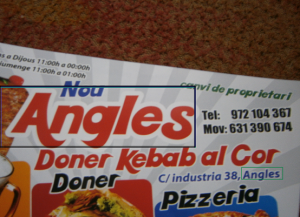 a Dijous 11:00h a 00:00h
iumenge 11:00h a 01:00h
Nou
canvi de proprietari
Angles
Tel: 972 104 367
Mov: 631 390 674
Doner Kebab al Cor
C/ industria 38, Angles
Doner
Pizzeria